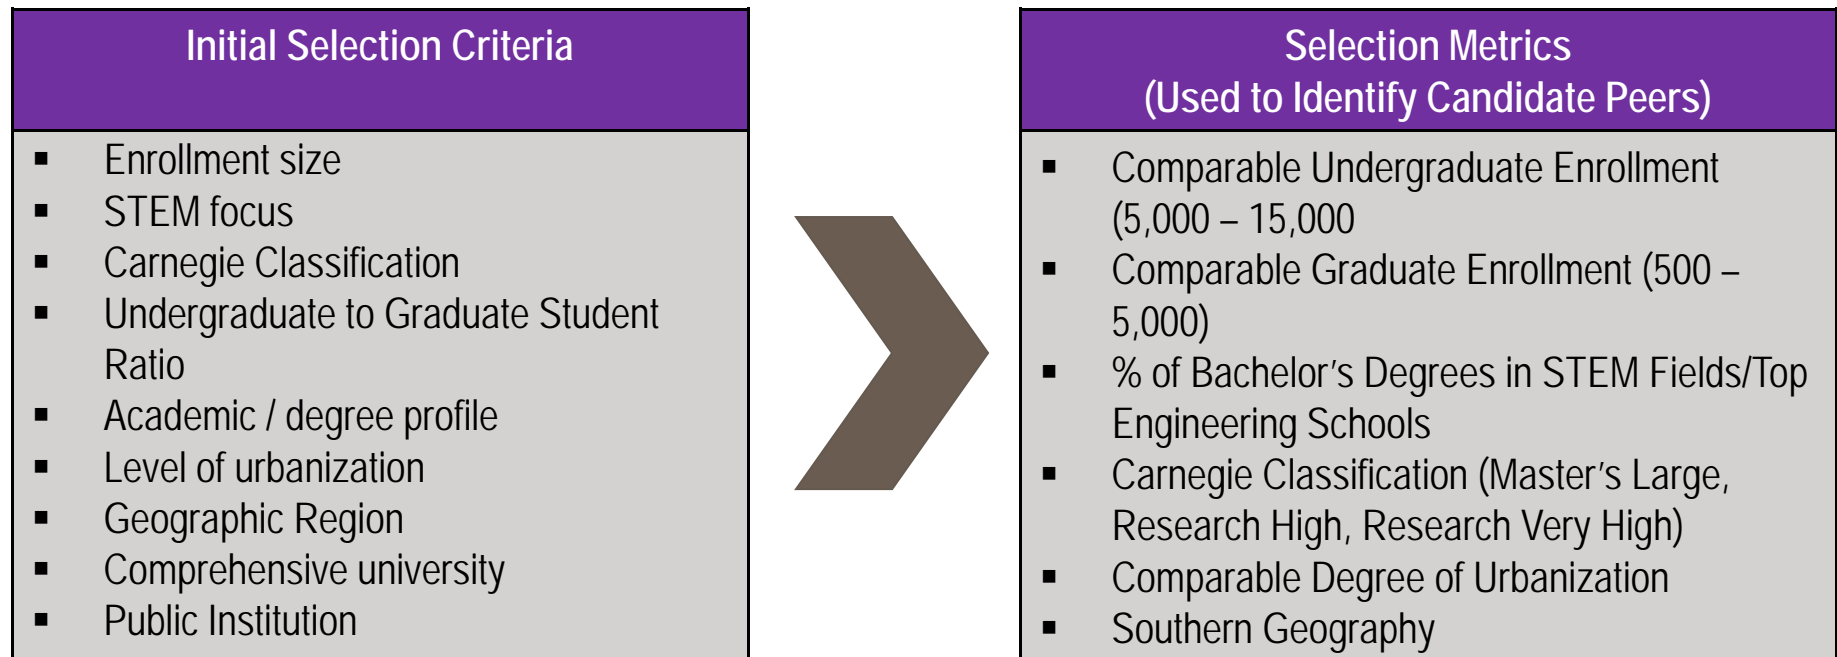 Initial Selection Criteria
▪ Enrollment size
▪ STEM focus
▪ Carnegie Classification
▪ Undergraduate to Graduate Student
Ratio
▪ Academic / degree profile
▪ Level of urbanization
▪ Geographic Region
▪ Comprehensive university
▪ Public Institution
Selection Metrics
(Used to Identify Candidate Peers)
▪ Comparable Undergraduate Enrollment
(5,000 – 15,000
▪ Comparable Graduate Enrollment (500 –
5,000)
▪ % of Bachelor’s Degrees in STEM Fields/Top
Engineering Schools
▪ Carnegie Classification (Master’s Large,
Research High, Research Very High)
▪ Comparable Degree of Urbanization
▪ Southern Geography